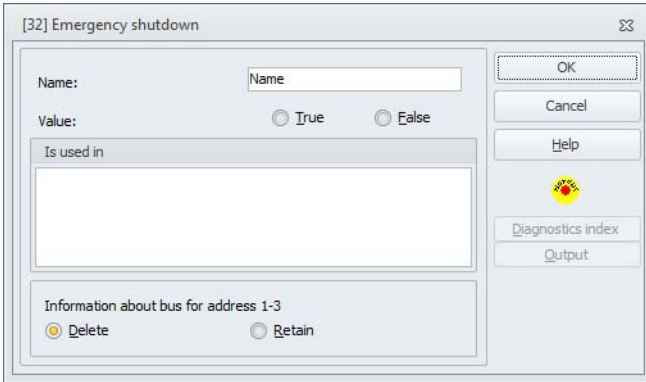 [32] Emergency shutdown
Name:
Name
Value:
True
False
Is used in
Information about bus for address 1-3
Delete
Retain
OK
Cancel
Help
Diagnostics index
Output